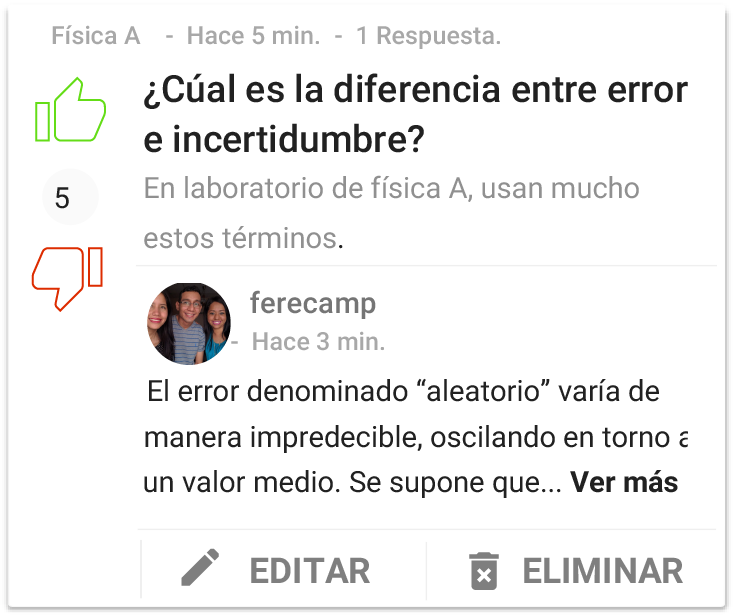 Física A - Hace 5 min. - 1 Respuesta.
¿Cúal es la diferencia entre error
e incertidumbre?
5
En laboratorio de física A, usan mucho
estos términos.
ferecamp
- Hace 3 min.
El error denominado “aleatorio” varía de
manera impredecible, oscilando en torno a
un valor medio. Se supone que... Ver más
EDITAR ELIMINAR